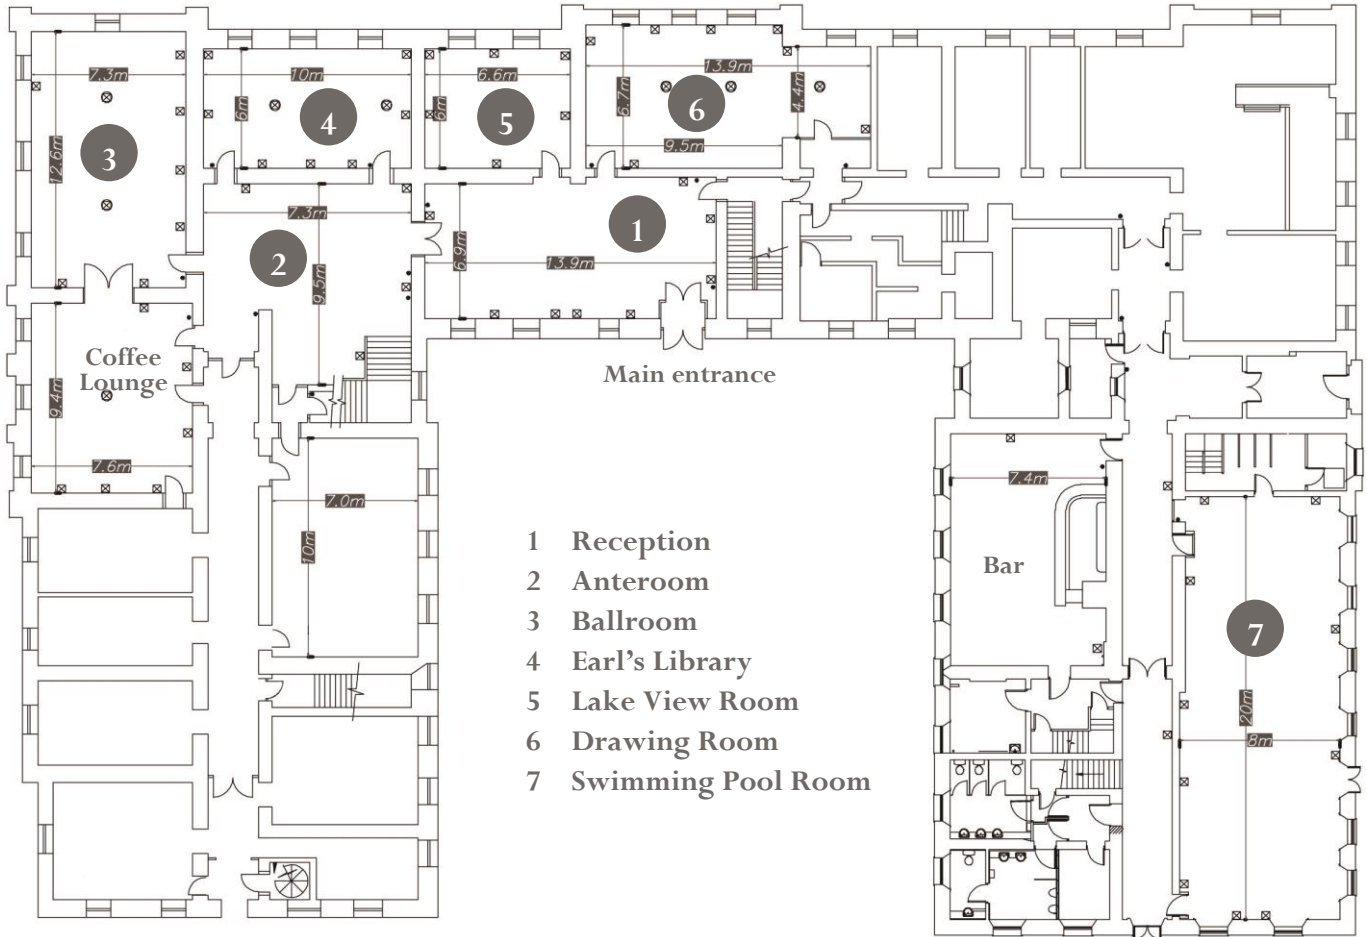 7.3m
10m
6.6m
13.9m
6m
6m
6.7m
4.4m
3
4
5
6
12.6m
9.5m
7.3m
1
2
6.9m
13.9m
9.5m
Coffee
Lounge
9.4m
7.6m
Main entrance
7.0m
10m
7.4m
Bar
1 Reception
2 Anteroom
3 Ballroom
4 Earl's Library
5 Lake View Room
6 Drawing Room
7 Swimming Pool Room
7
20m
8m